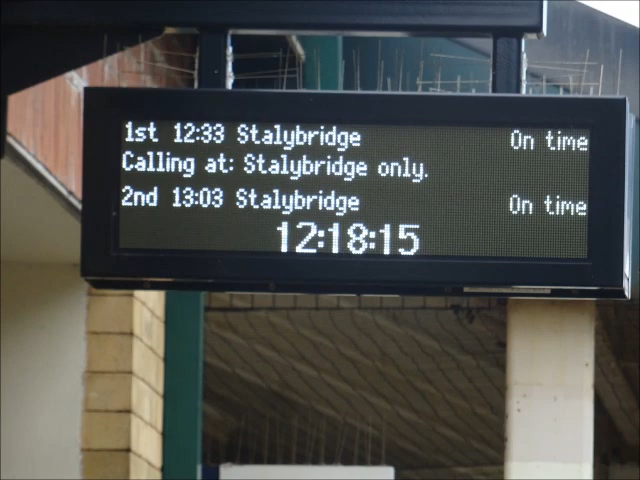 1st 12:33 Stalybridge On time
Calling at: Stalybridge only.
2nd 13:03 Stalybridge On time
12:18:15